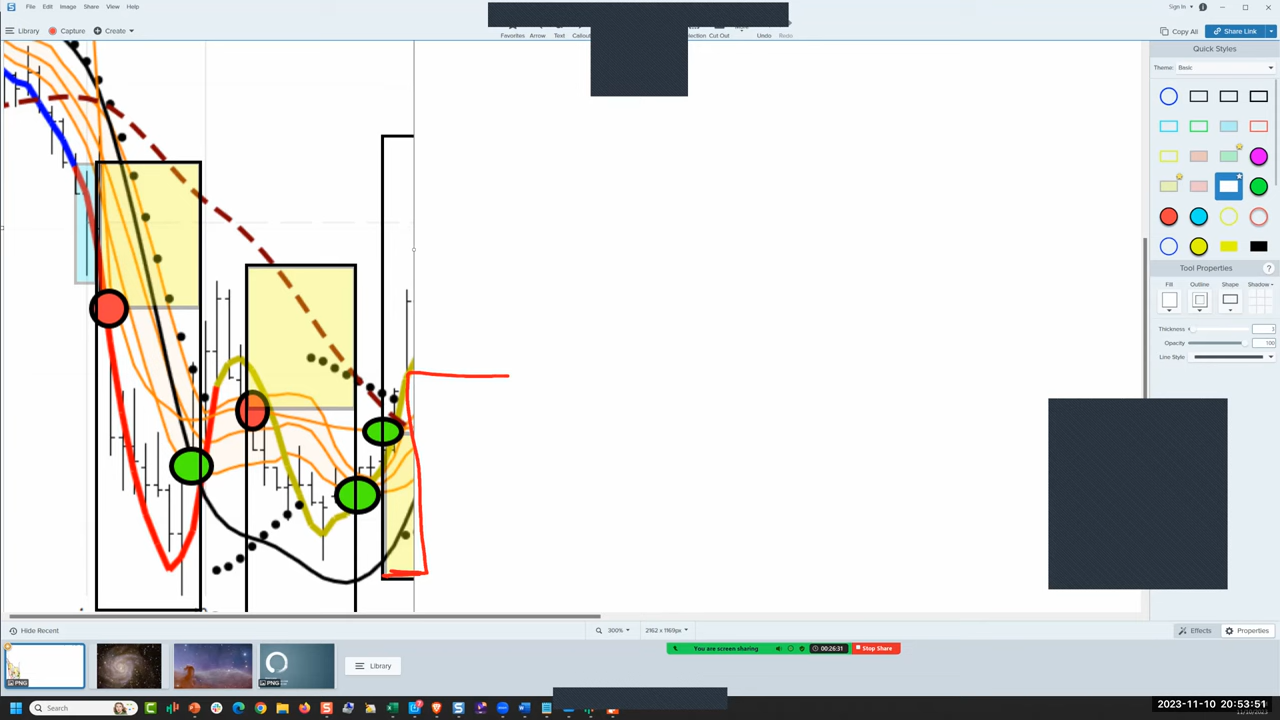 File Edit Image Share View Help
Sign In
Library Capture Create
Favorites Arrow Text Callout Cut Out Undo Redo
Copy All Share Link
Quick Styles
Theme: Basic
Tool Properties ?
Fill Outline Shape Shadow
Thickness 3
Opacity 100
Line Style
Hide Recent
300% 2162 x 1169px
Effects Properties
PNG PNG
Library
You are screen sharing 00:26:31 Stop Share
Search
2023-11-10 20:53:51